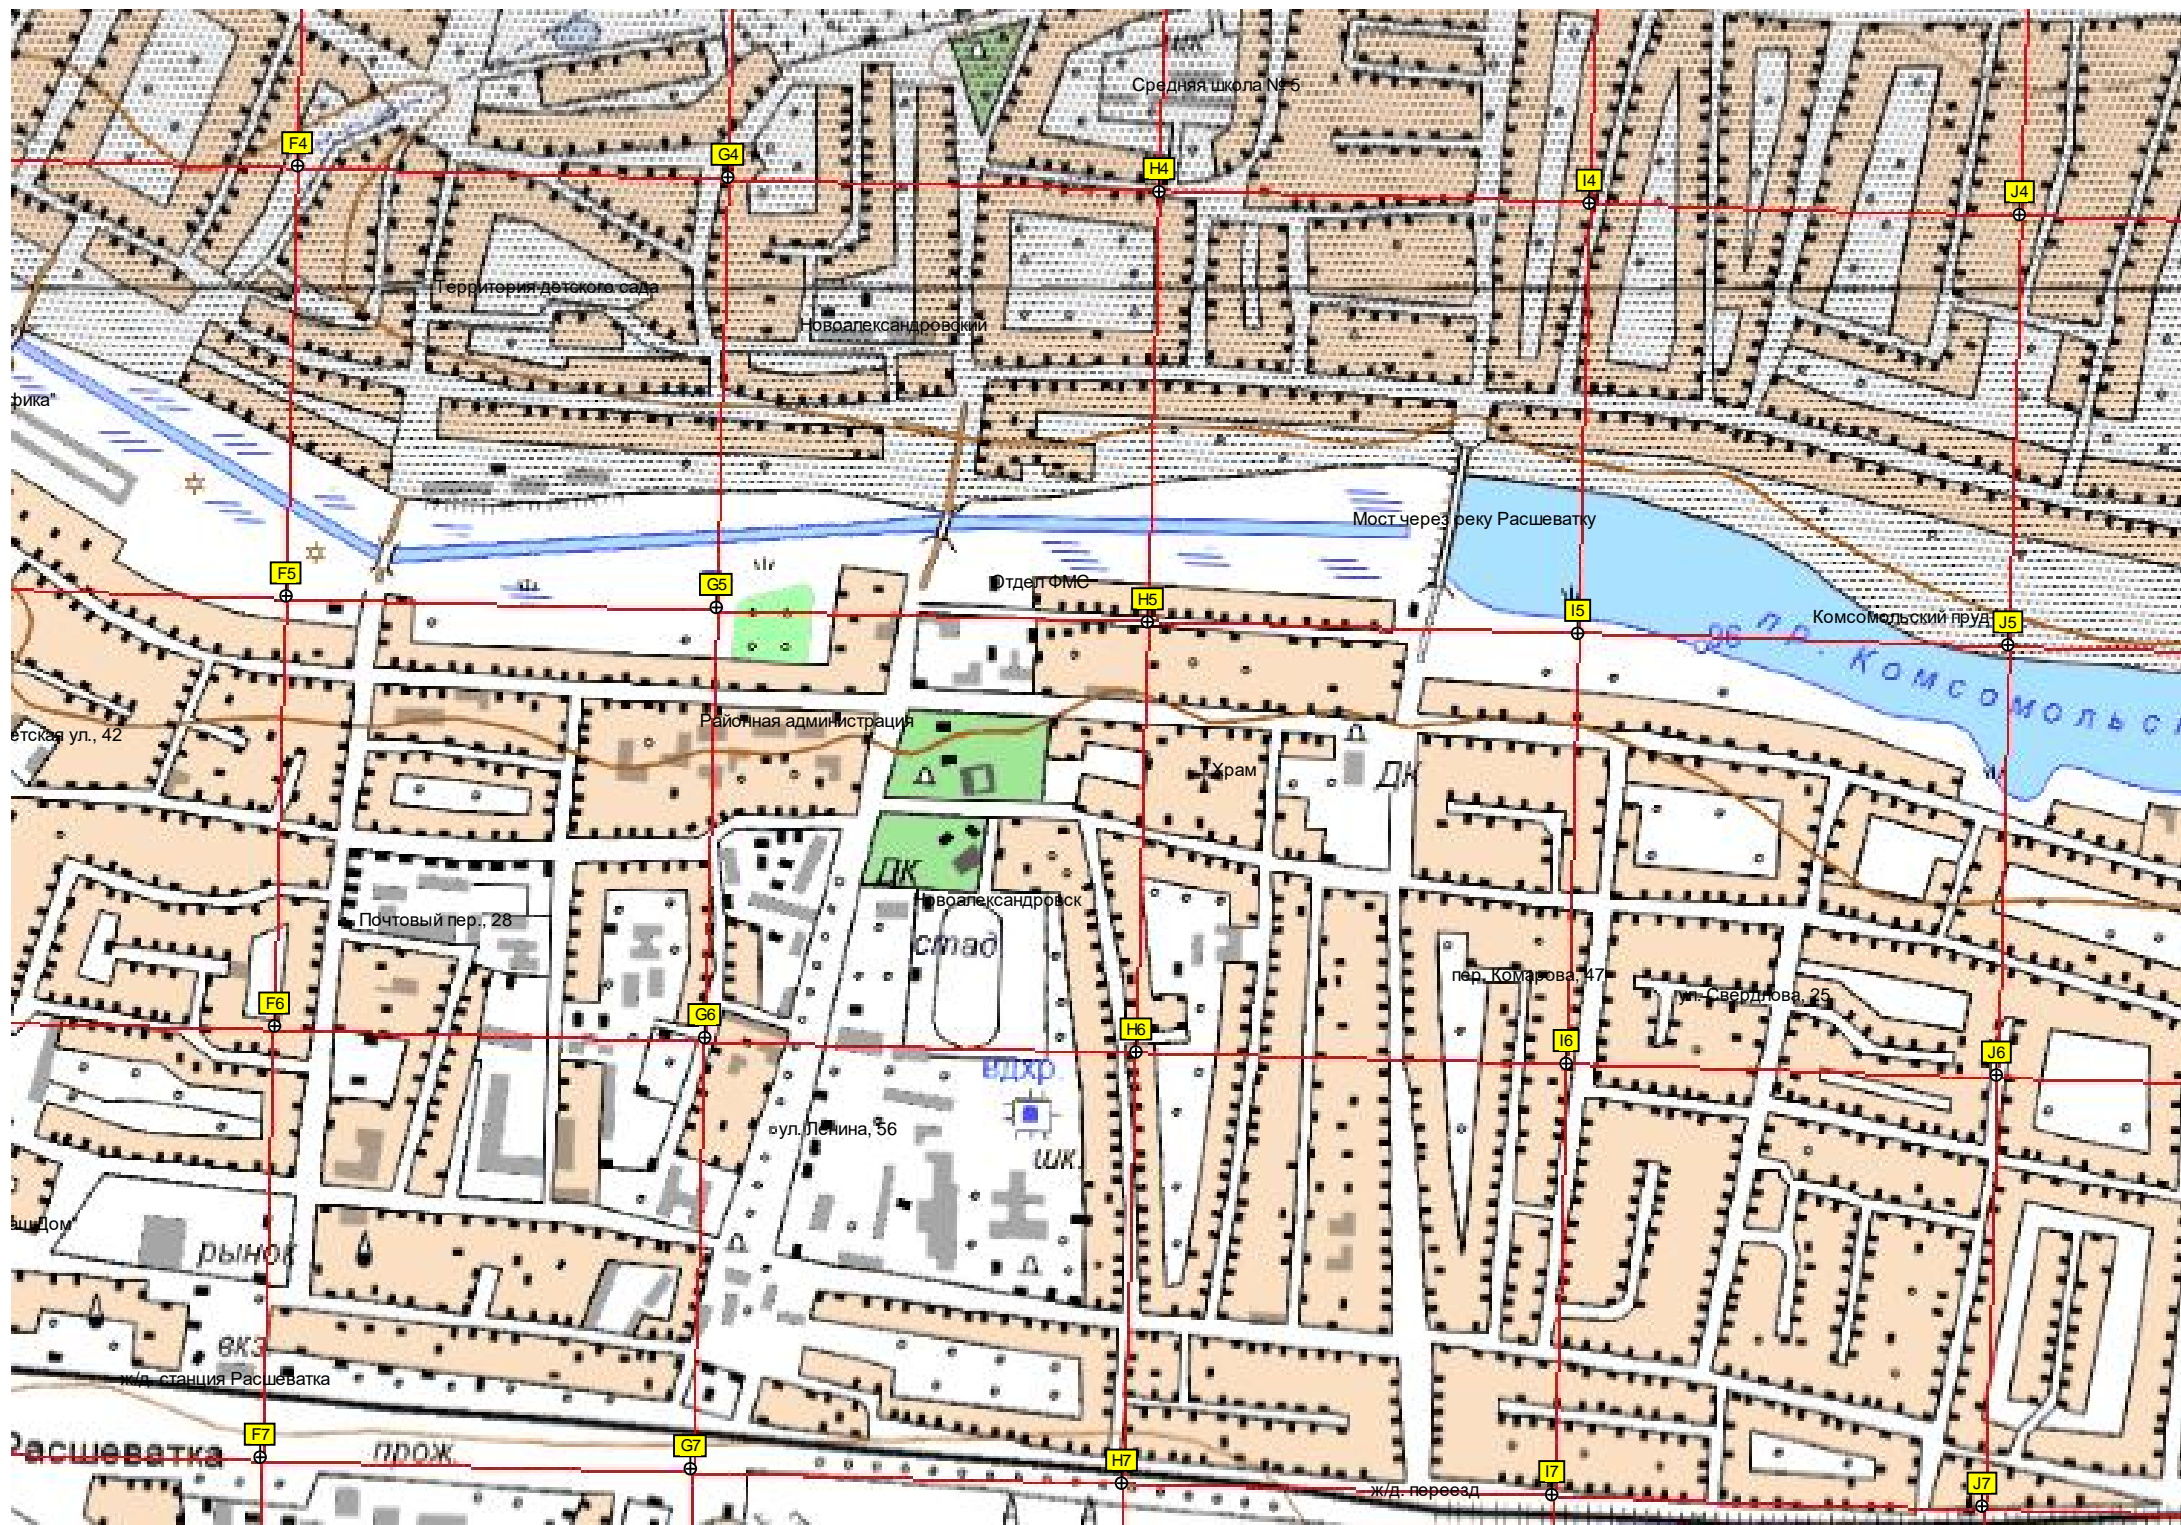 Средняя школа № 5
F4
G4
H4
I4
J4
Территория детского сада
Новоалександровский
фика"
Мост через реку Расшеватку
F5
G5
Отдел ФМС
H5
I5
Комсомольский пруд
J5
пр. Комсомольс
Районная администрация
етская ул., 42
Храм
ДК
ДК
Новоалександровск
Почтовый пер., 28
стад
пер. Комарова, 47
ул. Свердлова, 25
F6
G6
H6
I6
J6
вдхр.
ул. Ленина, 56
шк.
аш Дом"
рынок
вкз.
ж/д. станция Расшеватка
F7
G7
H7
I7
J7
Расшеватка
прож.
ж/д. переезд